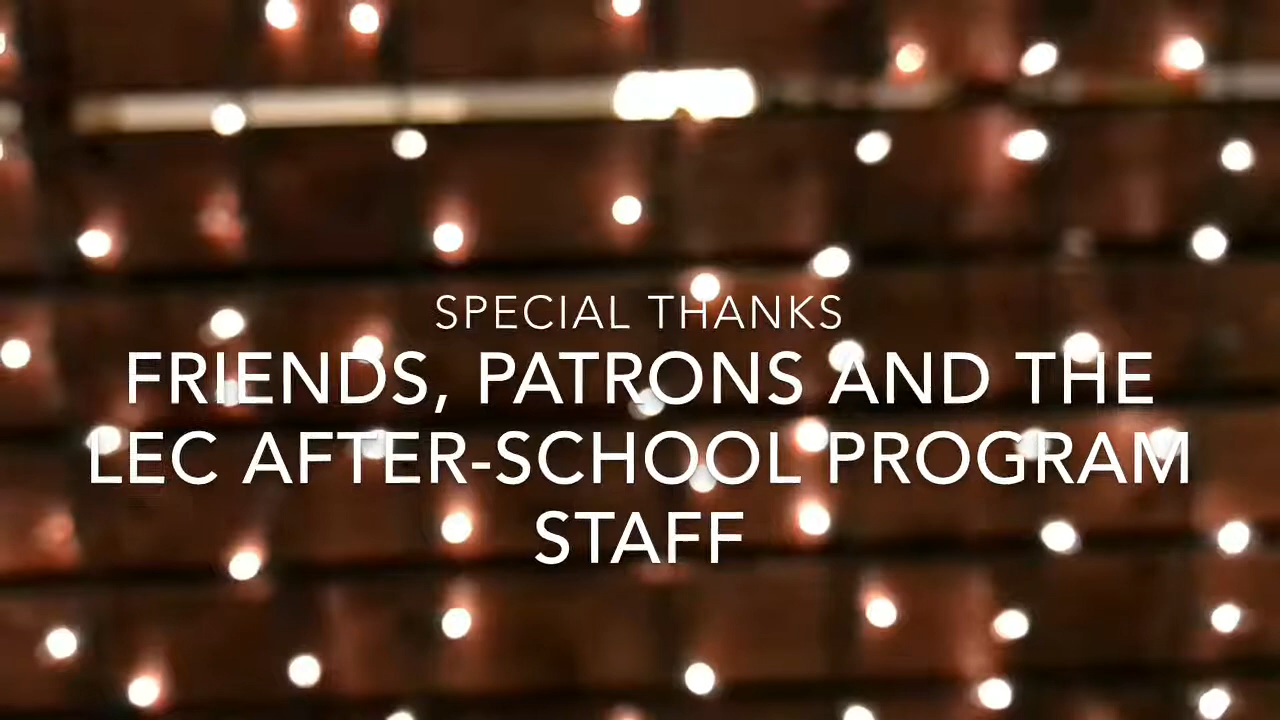 SPECIAL THANKS
FRIENDS, PATRONS AND THE
LEC AFTER-SCHOOL PROGRAM
STAFF